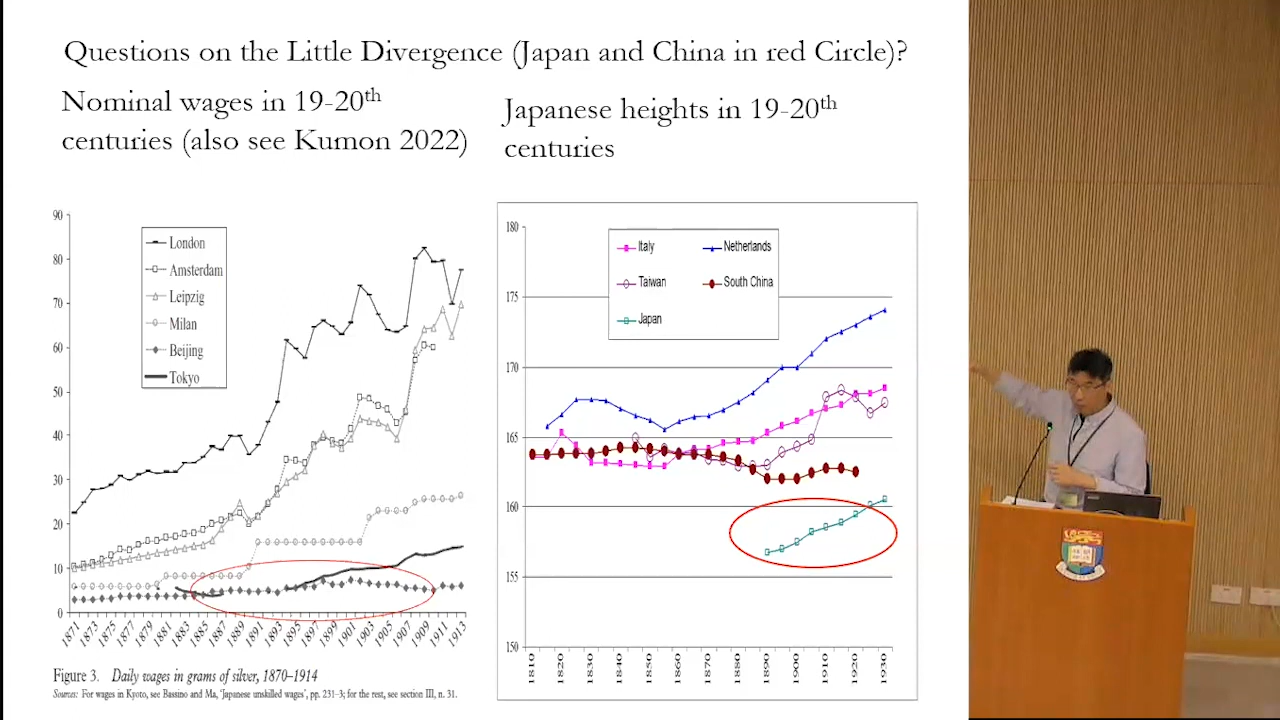 Questions on the Little Divergence (Japan and China in red Circle)?
Nominal wages in 19-20th
centuries (also see Kumon 2022)
Japanese heights in 19-20th
centuries
90
80
70
60
50
40
30
20
10
0
London
Amsterdam
Leipzig
Milan
Beijing
Tokyo
1871
1873
1875
1877
1879
1881
1883
1885
1887
1889
1891
1893
1895
1897
1899
1901
1903
1905
1907
1909
1911
1913
Figure 3. Daily wages in grams of silver, 1870–1914
Sources: For wages in Kyoto, see Bassino and Ma, 'Japanese unskilled wages', pp. 231-3; for the rest, see section III, n. 31.
180
175
170
165
160
155
150
Italy
Netherlands
Taiwan
South China
Japan
1810
1820
1830
1840
1850
1860
1870
1880
1890
1900
1910
1920
1930